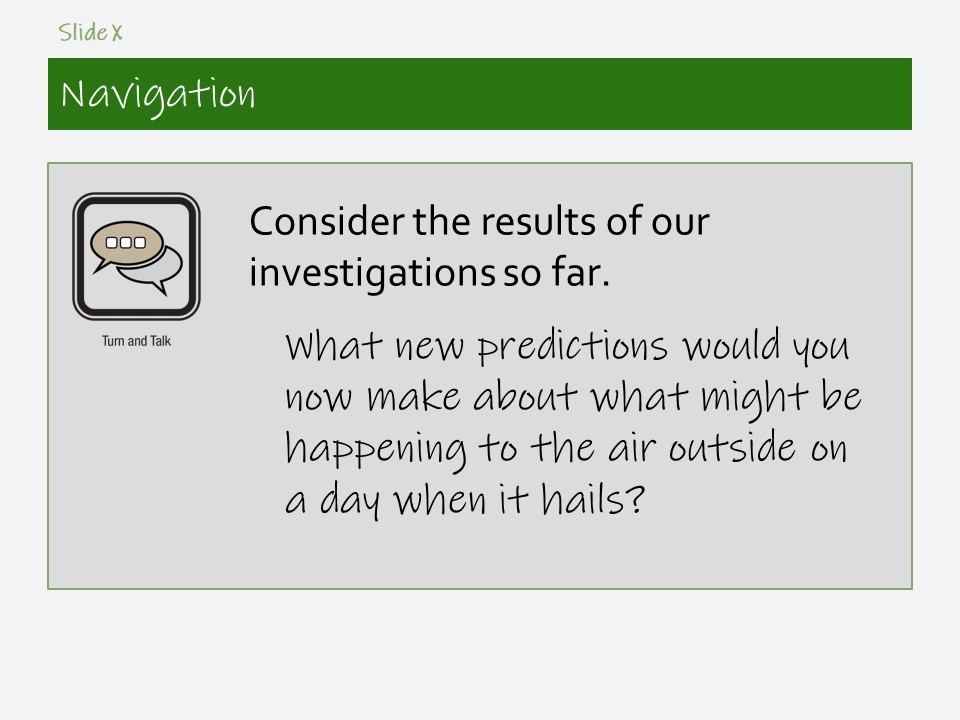 Slide X
Navigation
Consider the results of our
investigations so far.
Turn and Talk
What new predictions would you
now make about what might be
happening to the air outside on
a day when it hails?